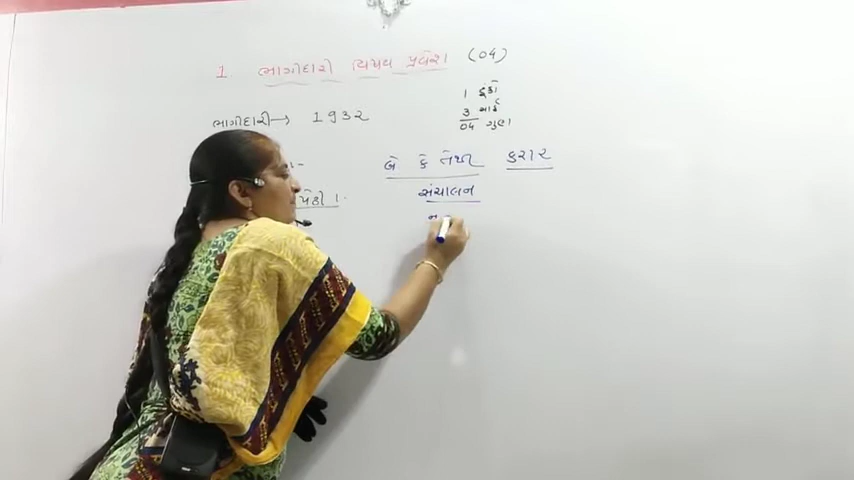 1. ભાગીદારી વિષય પ્રવેશ (04)
1 ટૂંકો
3 માર્ક
04 ગુણ
ભાગીદારી → 1932
બે કે તેથી કરાર
પેઢી :-
સંચાલન
ન